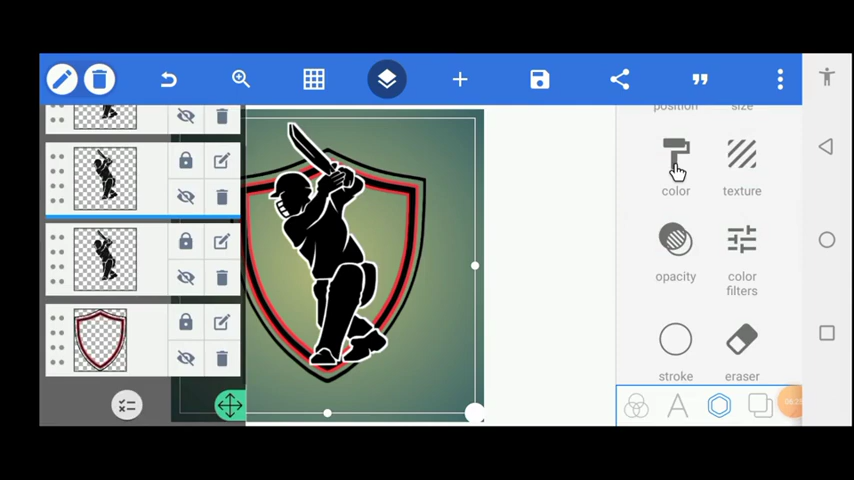 position size
color texture
opacity color
filters
stroke eraser